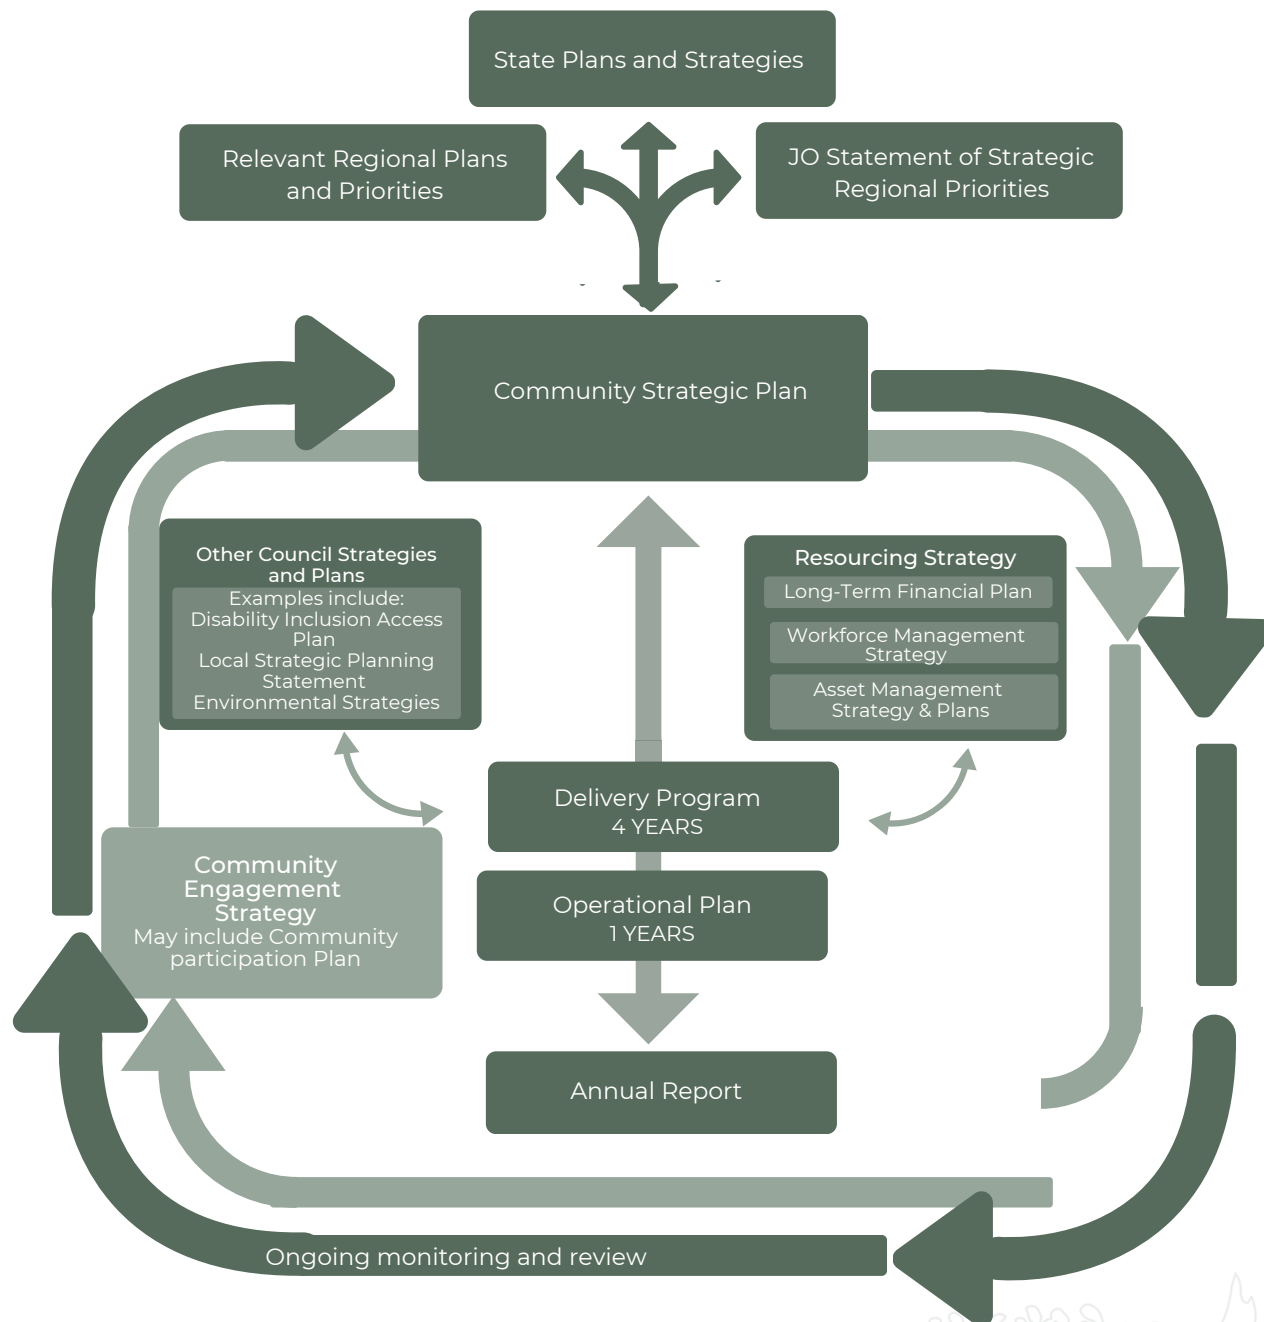 State Plans and Strategies
Relevant Regional Plans
and Priorities
JO Statement of Strategic
Regional Priorities
Community Strategic Plan
Other Council Strategies
and Plans
Examples include:
Disability Inclusion Access
Plan
Local Strategic Planning
Statement
Environmental Strategies
Resourcing Strategy
Long-Term Financial Plan
Workforce Management
Strategy
Asset Management
Strategy & Plans
Delivery Program
4 YEARS
Operational Plan
1 YEARS
Community
Engagement
Strategy
May include Community
participation Plan
Annual Report
Ongoing monitoring and review